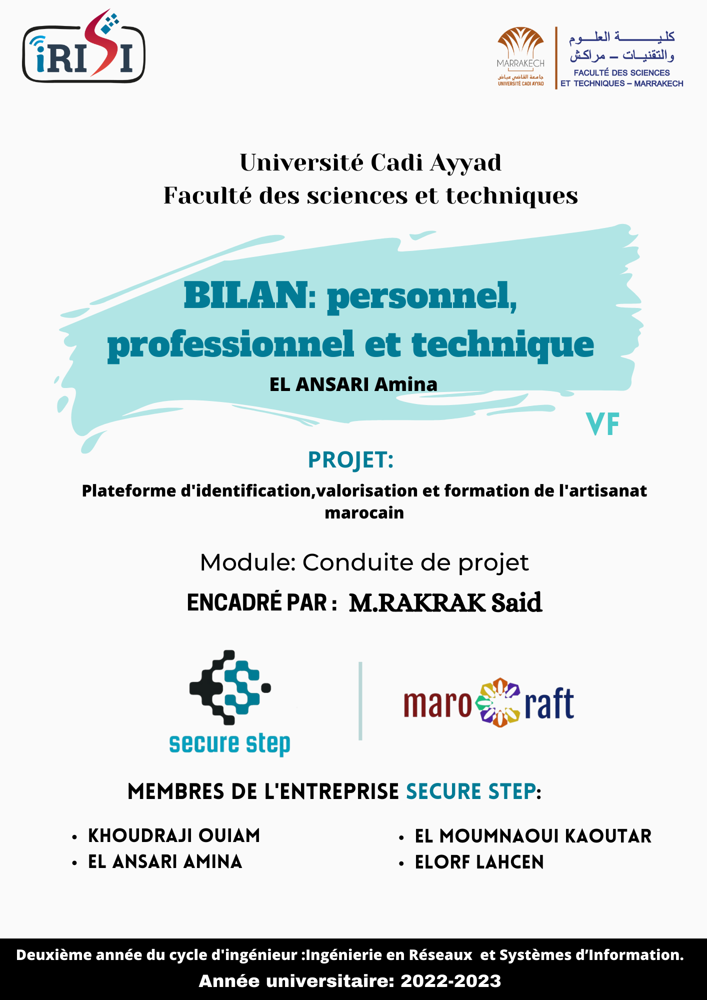 iRISI
MARRAKECH
جامعة القاضي عياض
UNIVERSITÉ CADI AYYAD
كليـــة العلـــوم
والتقنيــات – مراكش
FACULTÉ DES SCIENCES
ET TECHNIQUES – MARRAKECH
Université Cadi Ayyad
Faculté des sciences et techniques
BILAN: personnel,
professionnel et technique
EL ANSARI Amina
VF
PROJET:
Plateforme d'identification,valorisation et formation de l'artisanat
marocain
Module: Conduite de projet
ENCADRÉ PAR : M.RAKRAK Said
secure step
maro raft
MEMBRES DE L'ENTREPRISE SECURE STEP:
• KHOUDRAJI OUIAM
• EL ANSARI AMINA
• EL MOUMNAOUI KAOUTAR
• ELORF LAHCEN
Deuxième année du cycle d'ingénieur :Ingénierie en Réseaux et Systèmes d’Information.
Année universitaire: 2022-2023